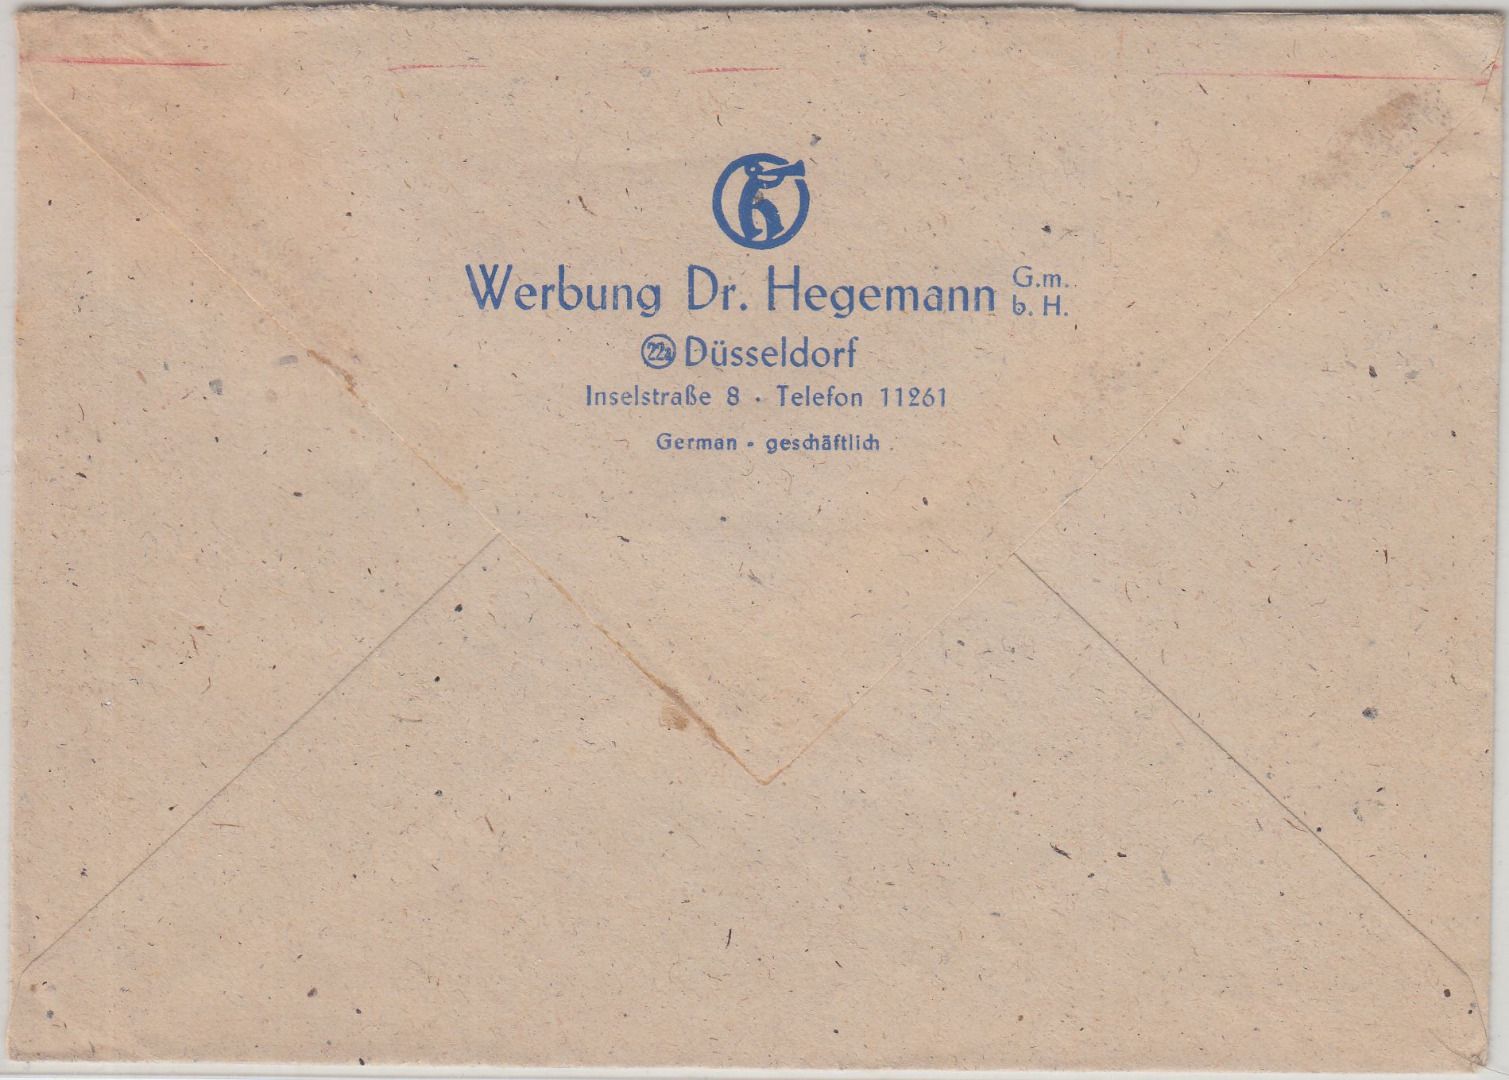 Werbung Dr. Hegemann G.m.b.H.
22a Düsseldorf
Inselstraße 8 · Telefon 11261
German - geschäftlich